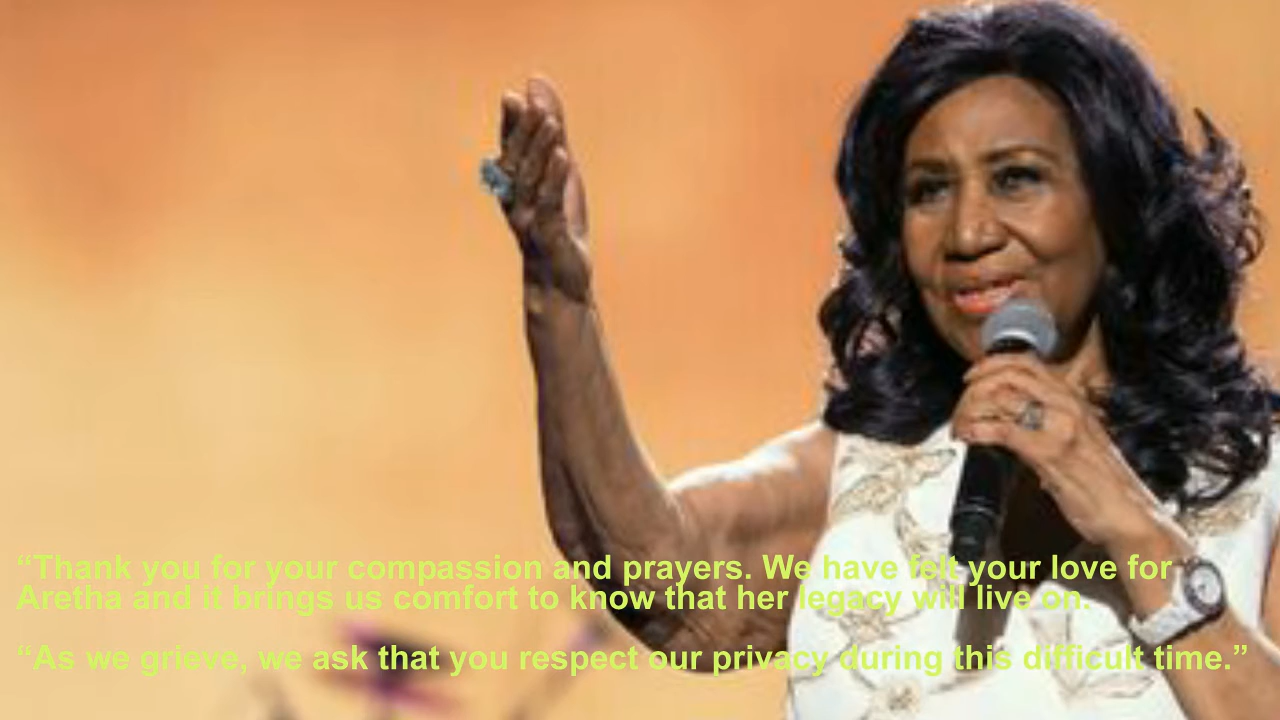 “Thank you for your compassion and prayers. We have felt your love for
Aretha and it brings us comfort to know that her legacy will live on.
“As we grieve, we ask that you respect our privacy during this difficult time.”